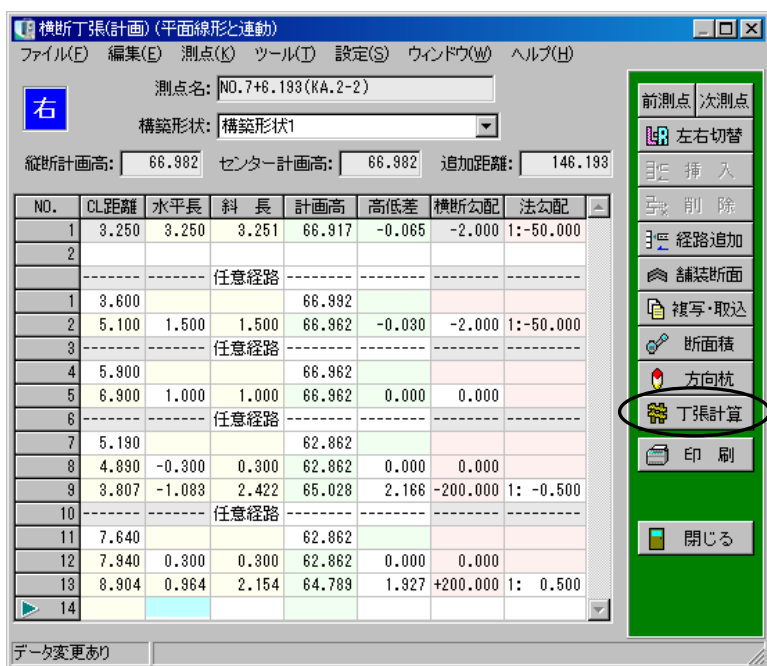 横断丁張(計画) (平面線形と連動)
ファイル(F) 編集(E) 測点(K) ツール(T) 設定(S) ウィンドウ(W) ヘルプ(H)
右
測点名: NO.7+6.193(KA.2-2)
構築形状: 構築形状1
縦断計画高: 66.982 センター計画高: 66.982 追加距離: 146.193
NO. CL距離 水平長 斜 長 計画高 高低差 横断勾配 法勾配
1 3.250 3.250 3.251 66.917 -0.065 -2.000 1:-50.000
2
------- ------- 任意経路 -------- -------- -------- ---------
1 3.600 66.992
2 5.100 1.500 1.500 66.962 -0.030 -2.000 1:-50.000
3 ------- ------- 任意経路 -------- -------- -------- ---------
4 5.900 66.962
5 6.900 1.000 1.000 66.962 0.000 0.000
6 ------- ------- 任意経路 -------- -------- -------- ---------
7 5.190 62.862
8 4.890 -0.300 0.300 62.862 0.000 0.000
9 3.807 -1.083 2.422 65.028 2.166 -200.000 1: -0.500
10 ------- ------- 任意経路 -------- -------- -------- ---------
11 7.640 62.862
12 7.940 0.300 0.300 62.862 0.000 0.000
13 8.904 0.964 2.154 64.789 1.927 +200.000 1: 0.500
14
前測点 次測点
左右切替
挿 入
削 除
経路追加
舗装断面
複写・取込
断面積
方向杭
丁張計算
印 刷
閉じる
データ変更あり